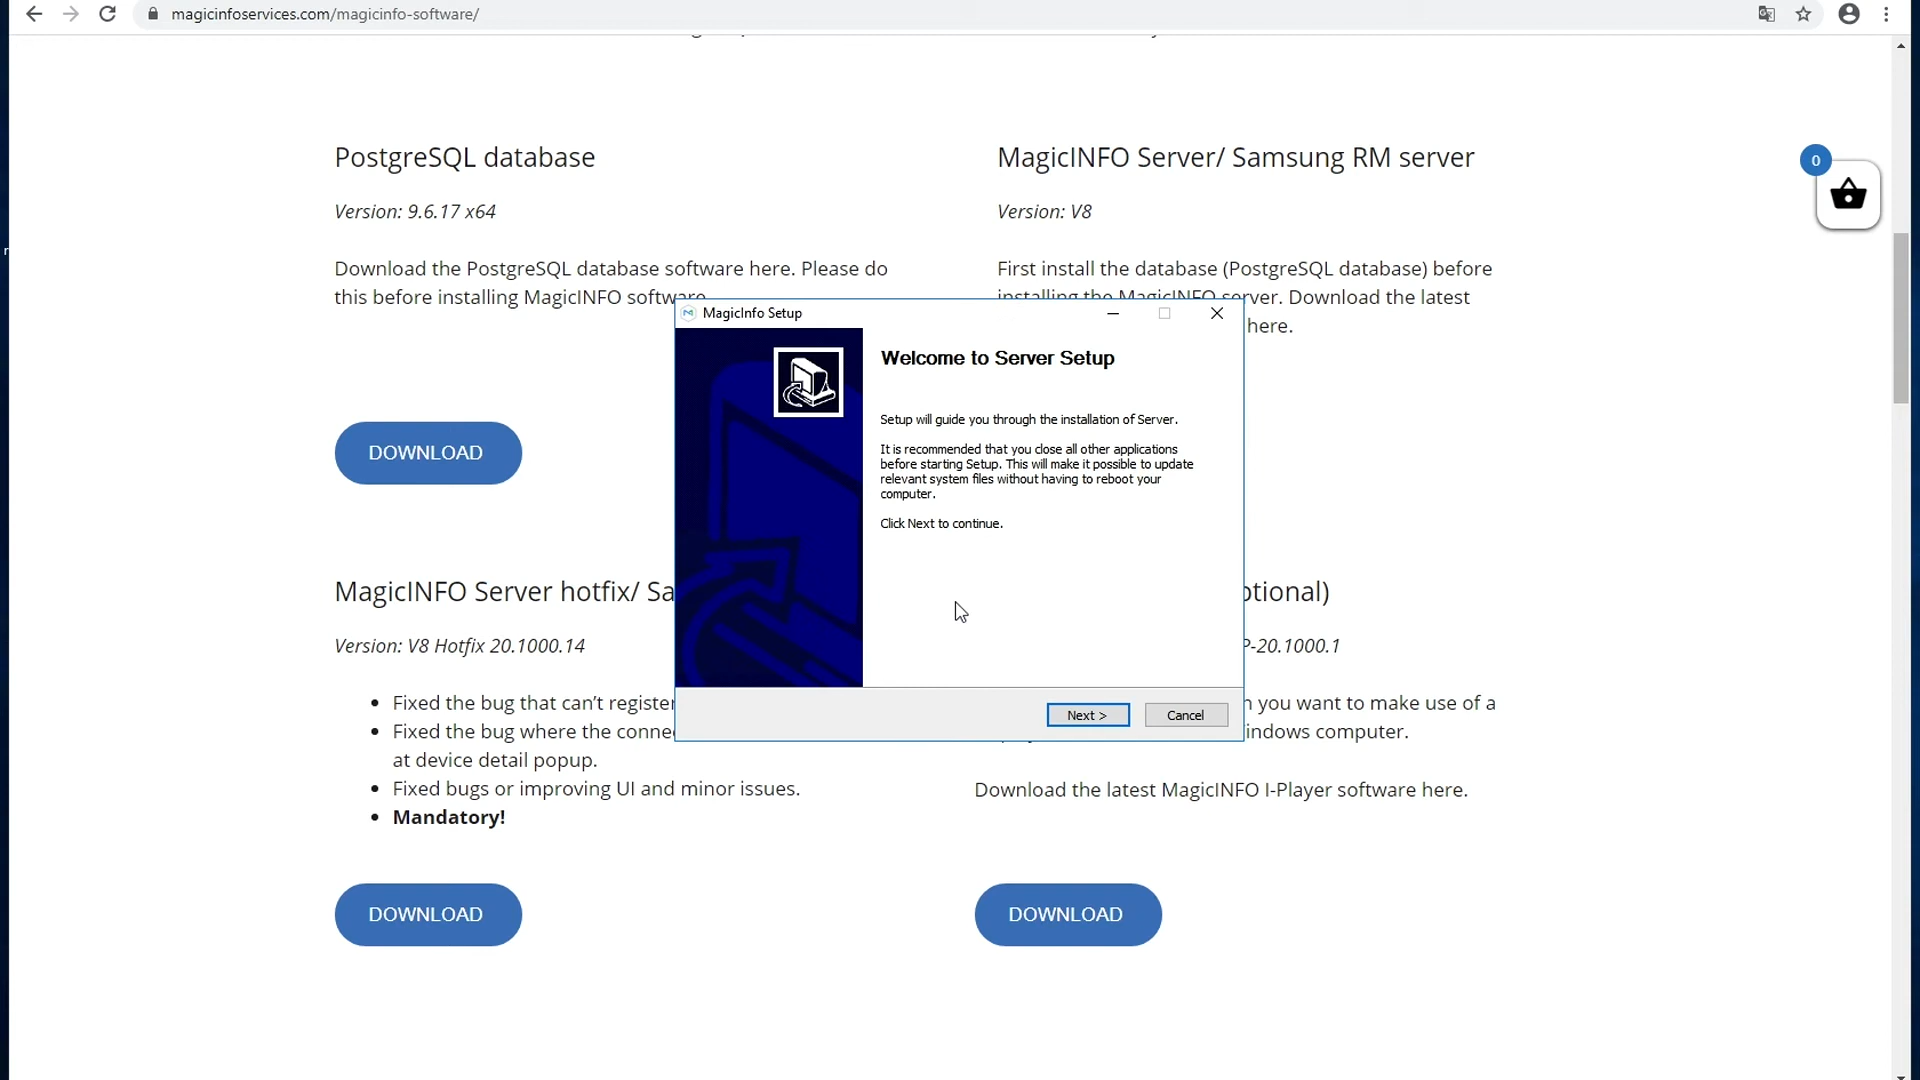 magicinfoservices.com/magicinfo-software/
PostgreSQL database
Version: 9.6.17 x64
Download the PostgreSQL database software here. Please do
this before installing MagicINFO software.
DOWNLOAD
MagicINFO Server/ Samsung RM server
Version: V8
First install the database (PostgreSQL database) before
installing the MagicINFO server. Download the latest
here.
0
MagicInfo Setup
Welcome to Server Setup
Setup will guide you through the installation of Server.
It is recommended that you close all other applications
before starting Setup. This will make it possible to update
relevant system files without having to reboot your
computer.
Click Next to continue.
Next >
Cancel
MagicINFO Server hotfix/ Sa
Version: V8 Hotfix 20.1000.14
• Fixed the bug that can't register
• Fixed the bug where the conne
at device detail popup.
• Fixed bugs or improving UI and minor issues.
• Mandatory!
DOWNLOAD
ptional)
P-20.1000.1
you want to make use of a
indows computer.
Download the latest MagicINFO I-Player software here.
DOWNLOAD